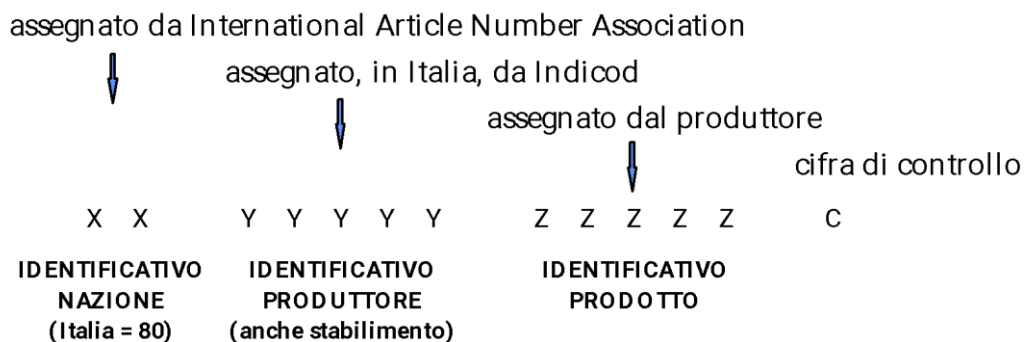 assegnato da International Article Number Association
assegnato, in Italia, da Indicod
assegnato dal produttore
cifra di controllo
X X Y Y Y Y Y Z Z Z Z Z C
IDENTIFICATIVO IDENTIFICATIVO IDENTIFICATIVO
NAZIONE PRODUTTORE PRODOTTO
(Italia = 80) (anche stabilimento)